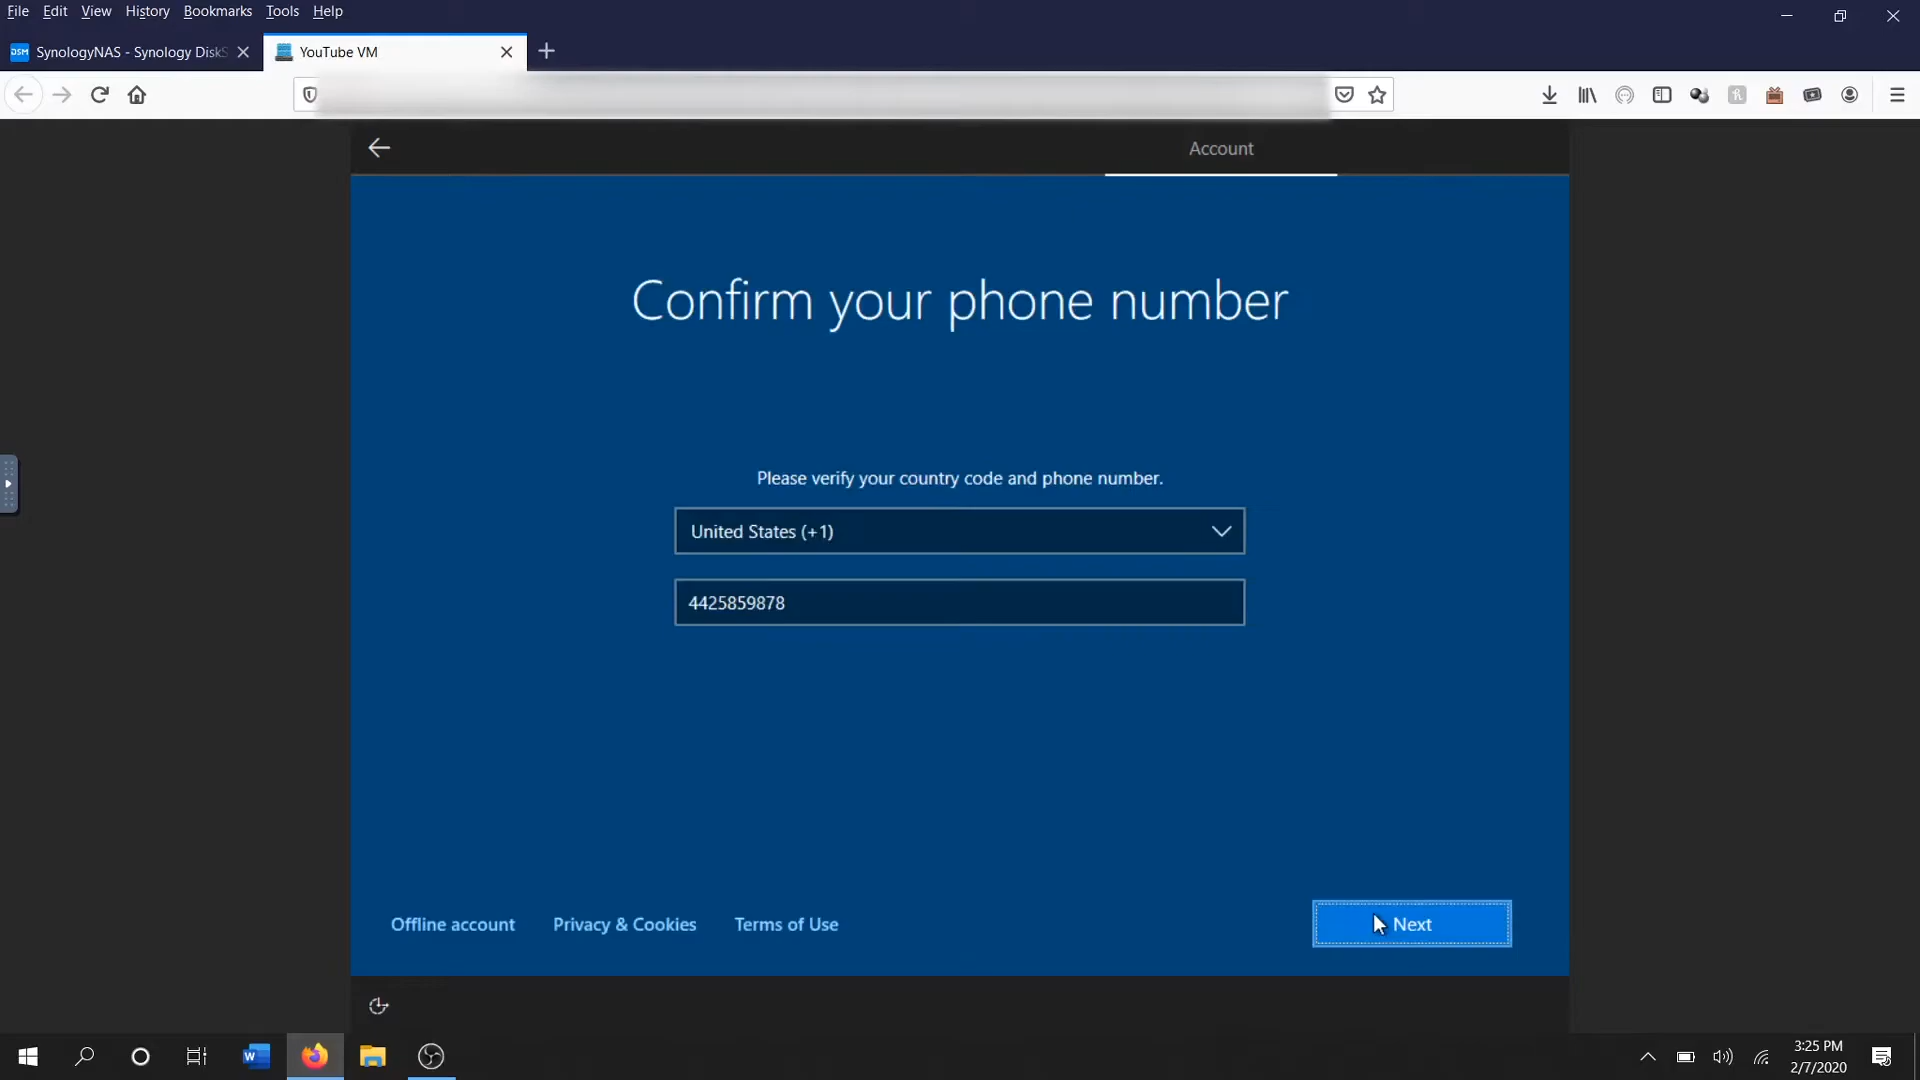 File Edit View History Bookmarks Tools Help
SynologyNAS - Synology DiskS
YouTube VM
Account
Confirm your phone number
Please verify your country code and phone number.
United States (+1)
4425859878
Offline account Privacy & Cookies Terms of Use Next
3:25 PM
2/7/2020